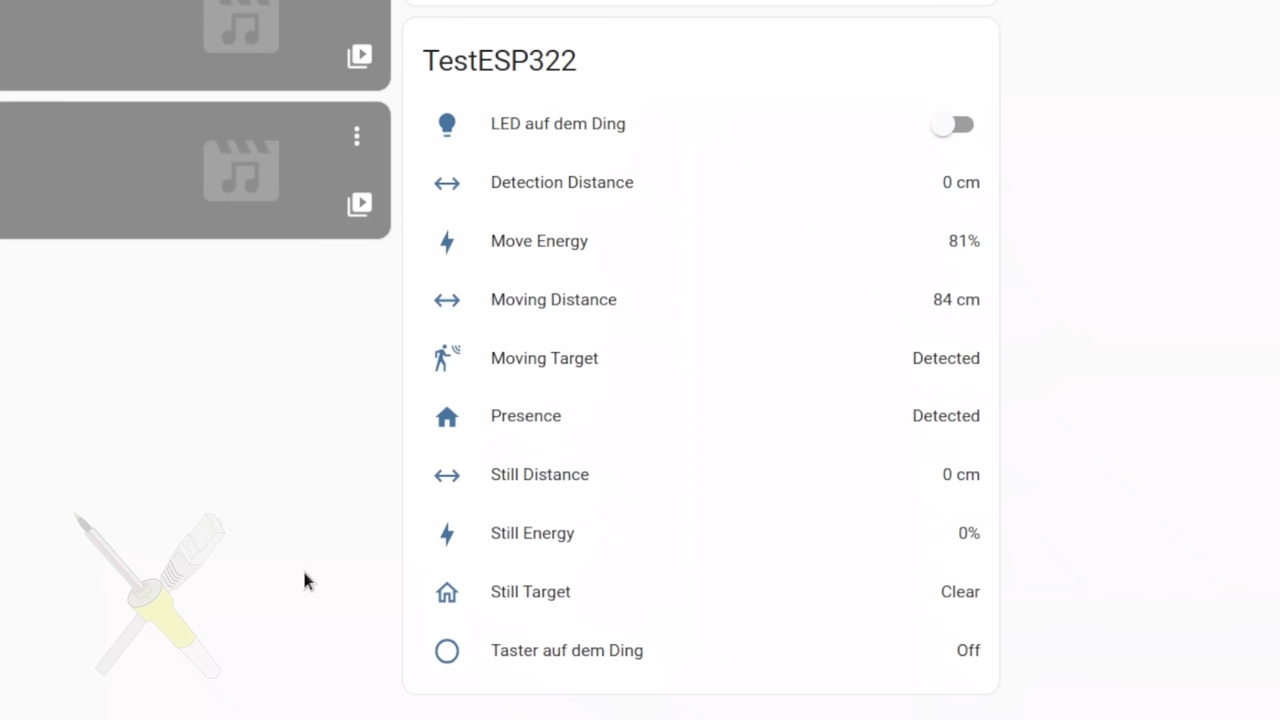 TestESP322
LED auf dem Ding
Detection Distance 0 cm
Move Energy 81%
Moving Distance 84 cm
Moving Target Detected
Presence Detected
Still Distance 0 cm
Still Energy 0%
Still Target Clear
Taster auf dem Ding Off